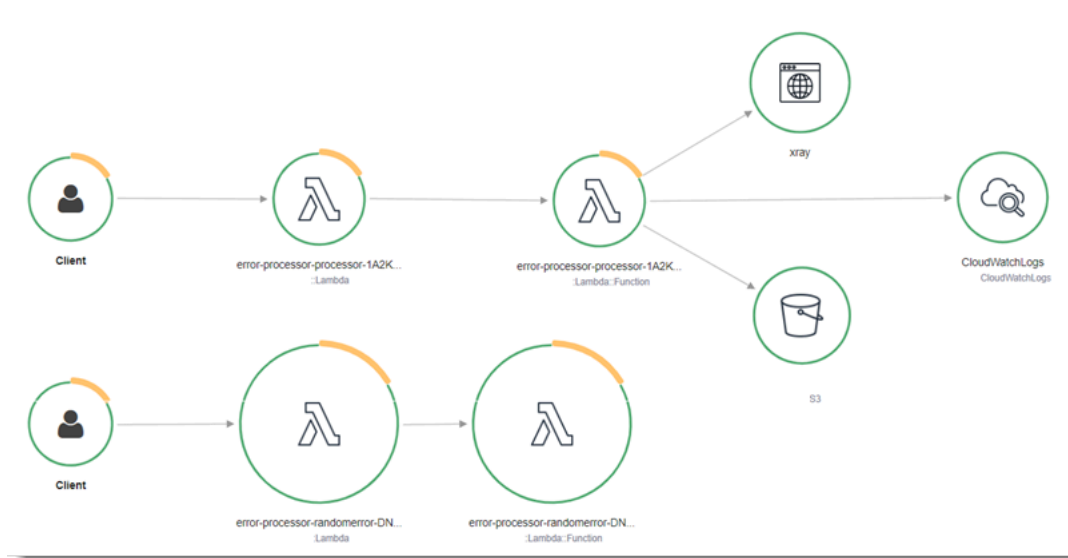 xray
Client
error-processor-processor-1A2K...
::Lambda
error-processor-processor-1A2K...
:Lambda::Function
CloudWatchLogs
CloudWatchLogs
S3
Client
error-processor-randomerror-DN...
:Lambda
error-processor-randomerror-DN...
:Lambda::Function